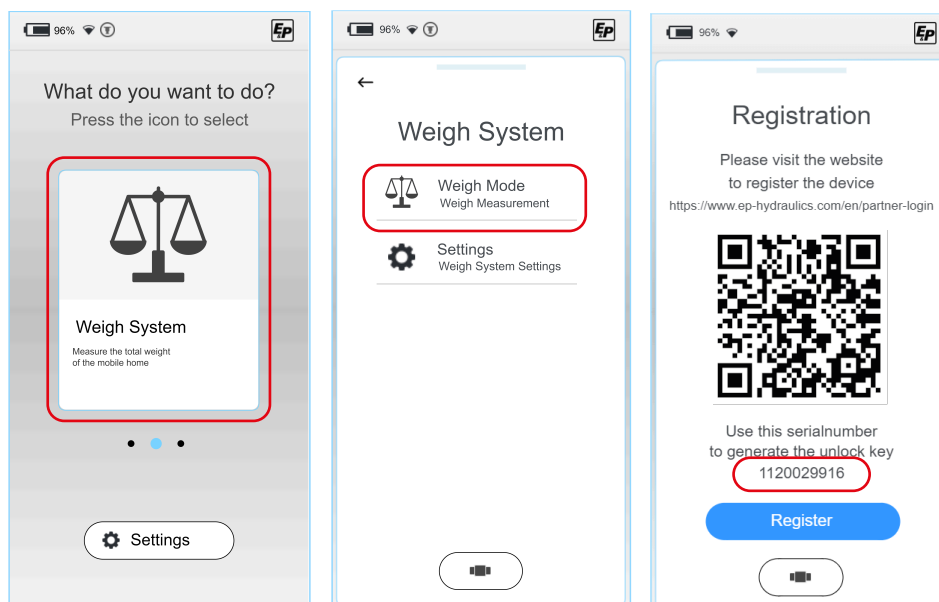 96%
EP
What do you want to do?
Press the icon to select
Weigh System
Measure the total weight
of the mobile home
Settings
96%
EP
Weigh System
Weigh Mode
Weigh Measurement
Settings
Weigh System Settings
96%
EP
Registration
Please visit the website
to register the device
https://www.ep-hydraulics.com/en/partner-login
Use this serialnumber
to generate the unlock key
1120029916
Register